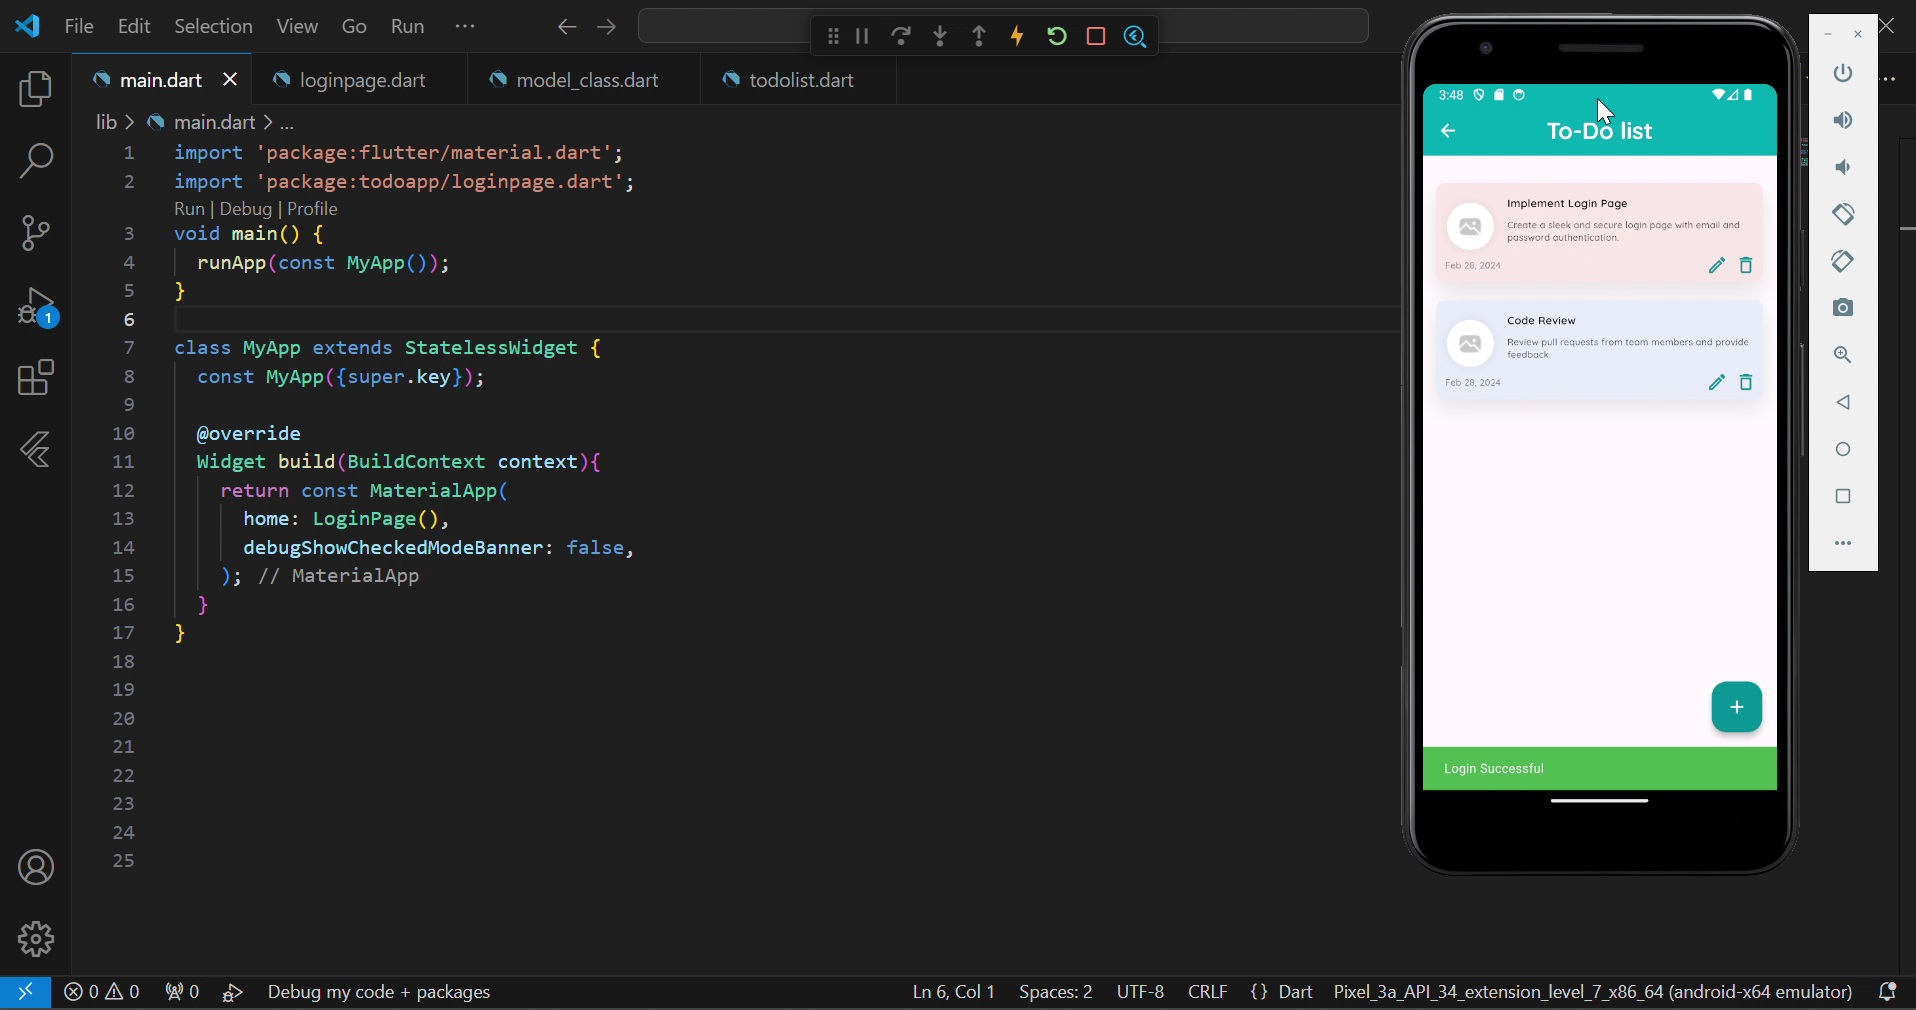 File Edit Selection View Go Run ...
main.dart loginpage.dart model_class.dart todolist.dart
lib > main.dart > ...
1 import 'package:flutter/material.dart';
2 import 'package:todoapp/loginpage.dart';
Run | Debug | Profile
3 void main() {
4 runApp(const MyApp());
5 }
6
7 class MyApp extends StatelessWidget {
8 const MyApp({super.key});
9
10 @override
11 Widget build(BuildContext context){
12 return const MaterialApp(
13 home: LoginPage(),
14 debugShowCheckedModeBanner: false,
15 ); // MaterialApp
16 }
17 }
18
19
20
21
22
23
24
25
1
3:48
To-Do list
Implement Login Page
Create a sleek and secure login page with email and
password authentication.
Feb 28, 2024
Code Review
Review pull requests from team members and provide
feedback.
Feb 28, 2024
+
Login Successful
0 0 0 Debug my code + packages Ln 6, Col 1 Spaces: 2 UTF-8 CRLF {} Dart Pixel_3a_API_34_extension_level_7_x86_64 (android-x64 emulator)